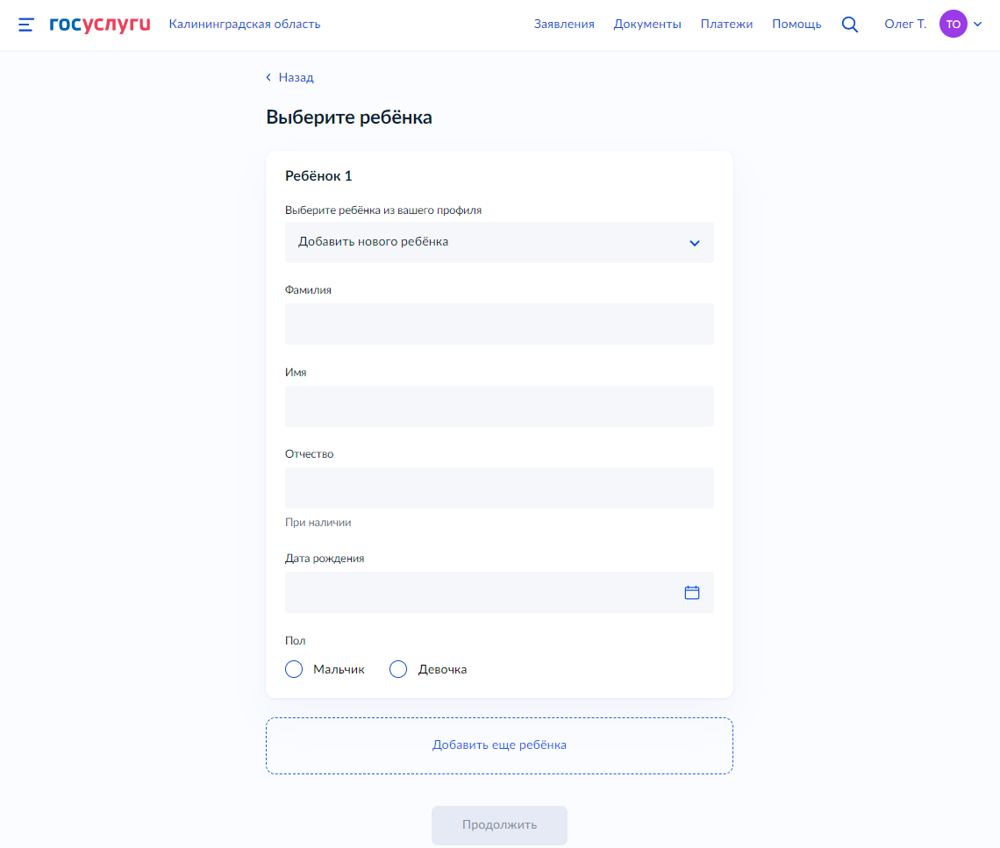 госуслуги Калининградская область Заявления Документы Платежи Помощь Олег Т. ТО
Назад
Выберите ребёнка
Ребёнок 1
Выберите ребёнка из вашего профиля
Добавить нового ребёнка
Фамилия
Имя
Отчество
При наличии
Дата рождения
Пол
Мальчик Девочка
Добавить еще ребёнка
Продолжить